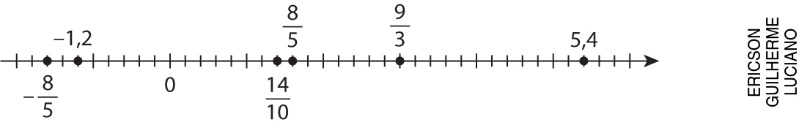 8/5
9/3
–1,2
5,4
–8/5
0
14/10
ERICSON
GUILHERME
LUCIANO